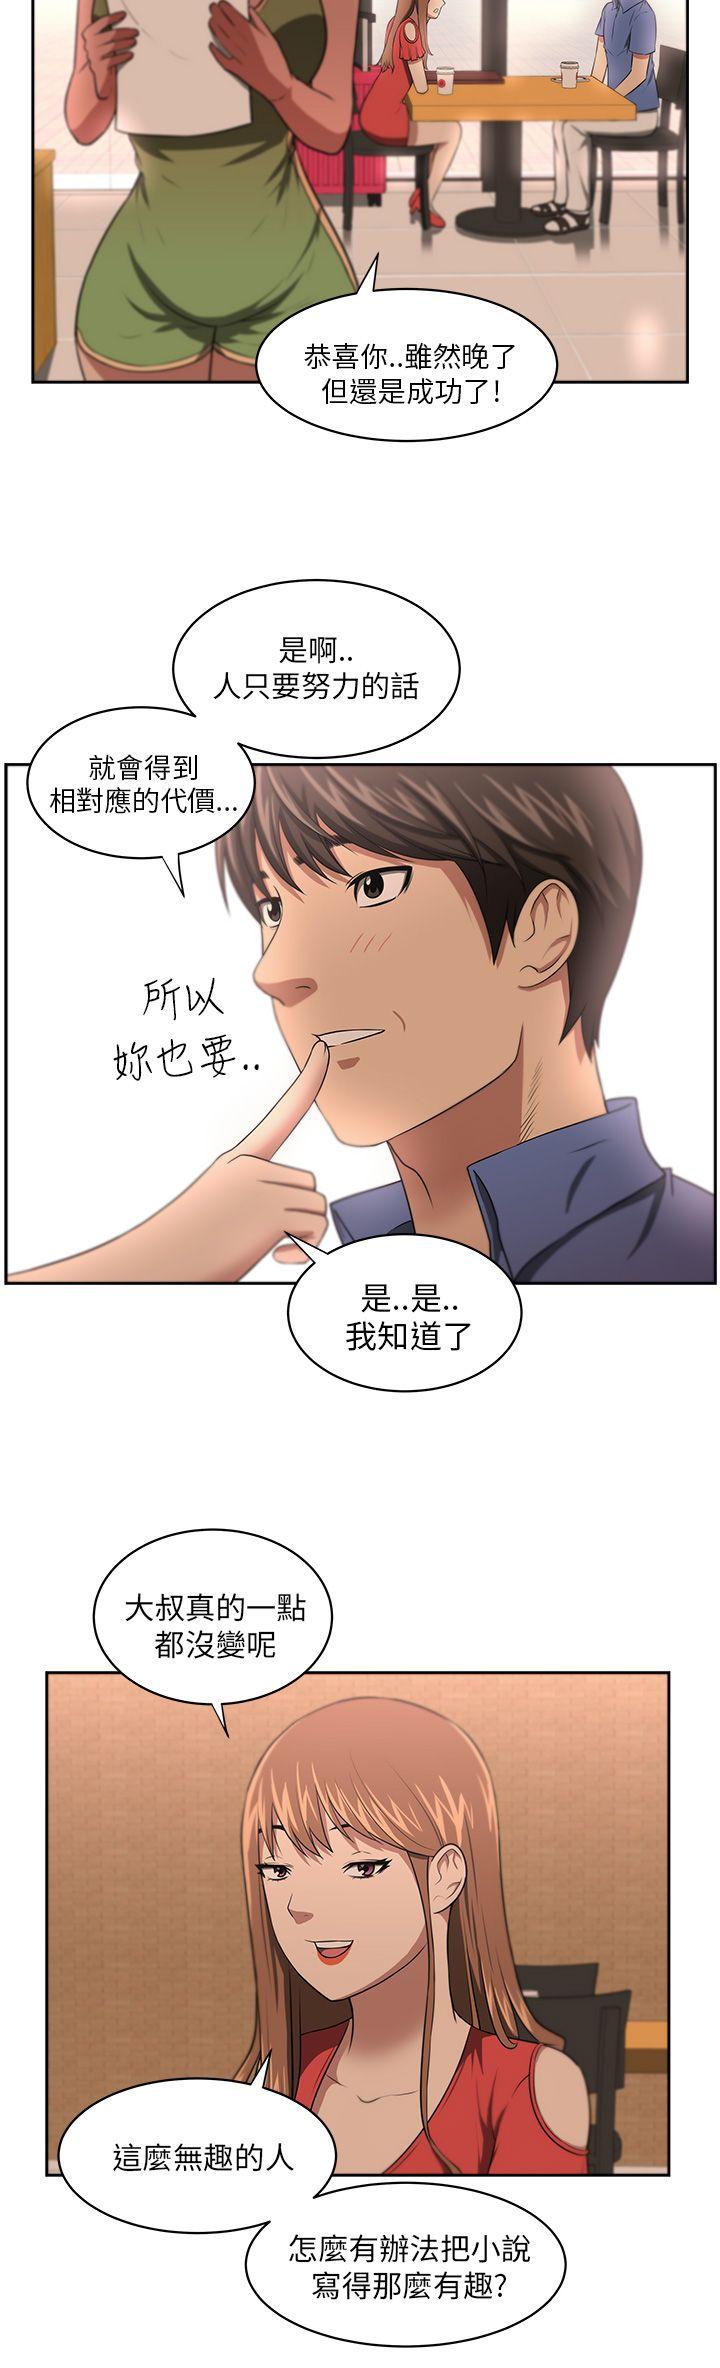 恭喜你..雖然晚了
但還是成功了!
是啊..
人只要努力的話
就會得到
相對應的代價...
所以
妳也要..
是..是..
我知道了
大叔真的一點
都沒變呢
這麼無趣的人
怎麼有辦法把小說
寫得那麼有趣?